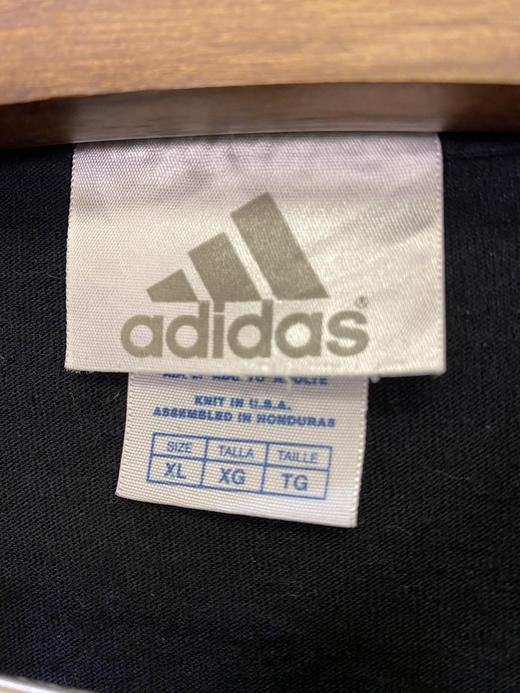 adidas®
KNIT IN U.S.A.
ASSEMBLED IN HONDURAS
SIZE TALLA TAILLE
XL XG TG